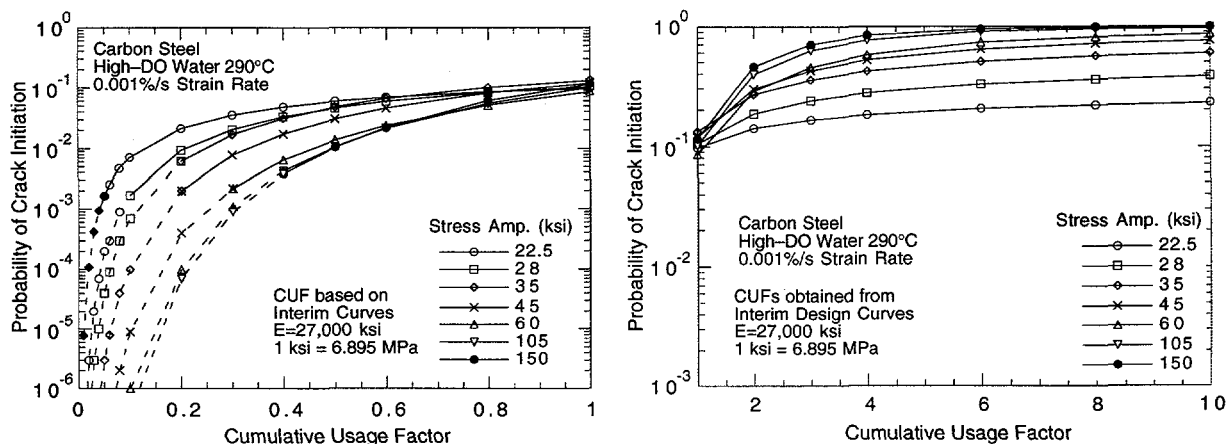 Probability of Crack Initiation
10^0
10^-1
10^-2
10^-3
10^-4
10^-5
10^-6
Carbon Steel
High–DO Water 290°C
0.001%/s Strain Rate
Stress Amp. (ksi)
22.5
28
35
45
60
105
150
CUF based on
Interim Curves
E=27,000 ksi
1 ksi = 6.895 MPa
0 0.2 0.4 0.6 0.8 1
Cumulative Usage Factor
Probability of Crack Initiation
10^0
10^-1
10^-2
10^-3
Carbon Steel
High–DO Water 290°C
0.001%/s Strain Rate
CUFs obtained from
Interim Design Curves
E=27,000 ksi
1 ksi = 6.895 MPa
Stress Amp. (ksi)
22.5
28
35
45
60
105
150
2 4 6 8 10
Cumulative Usage Factor